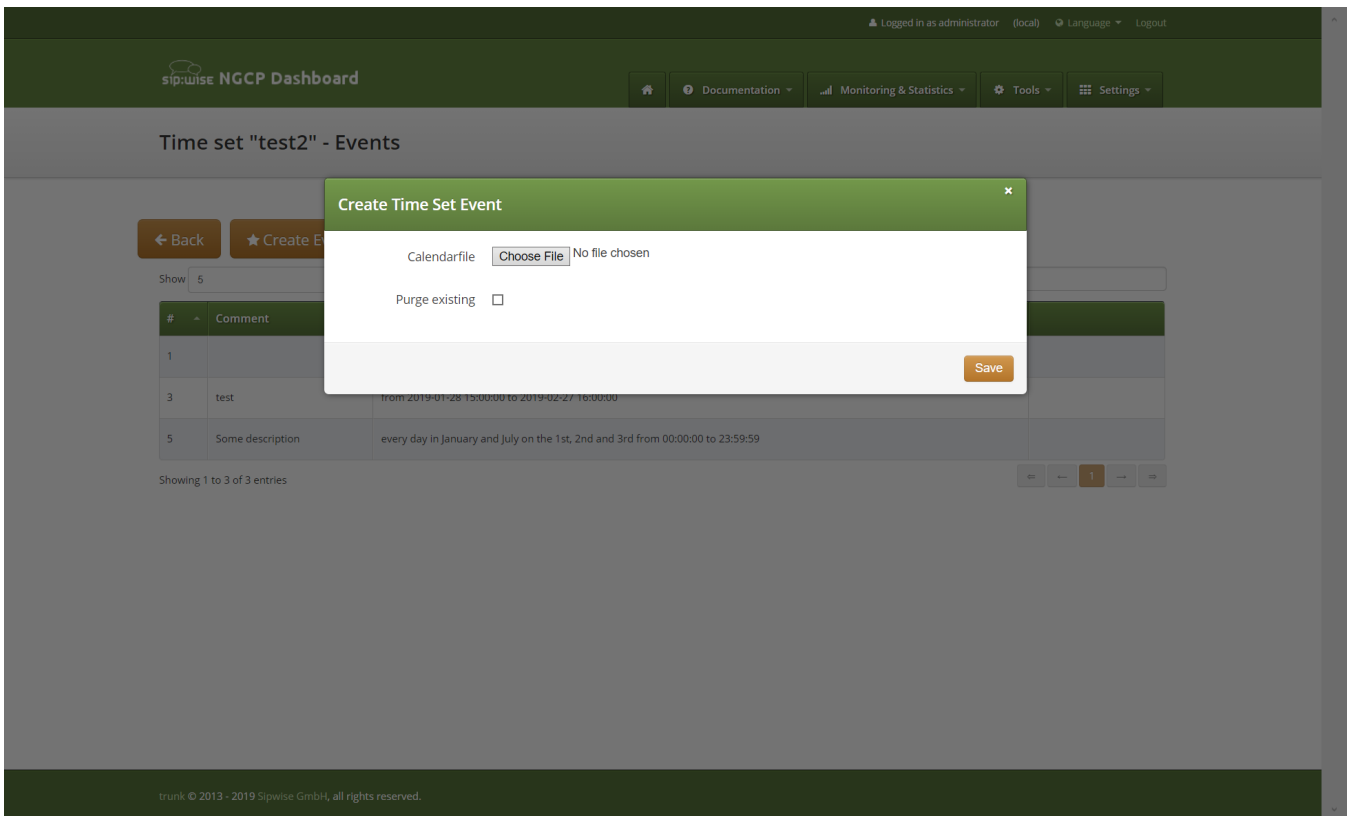 Logged in as administrator (local) Language Logout
sip:wise NGCP Dashboard
Documentation Monitoring & Statistics Tools Settings
Time set "test2" - Events
Create Time Set Event ×
← Back Create E
Calendarfile Choose File No file chosen
Show 5
Purge existing
# Comment
1
Save
3 test from 2019-01-28 15:00:00 to 2019-02-27 16:00:00
5 Some description every day in January and July on the 1st, 2nd and 3rd from 00:00:00 to 23:59:59
Showing 1 to 3 of 3 entries ⇐ ← 1 → ⇒
trunk © 2013 - 2019 Sipwise GmbH, all rights reserved.